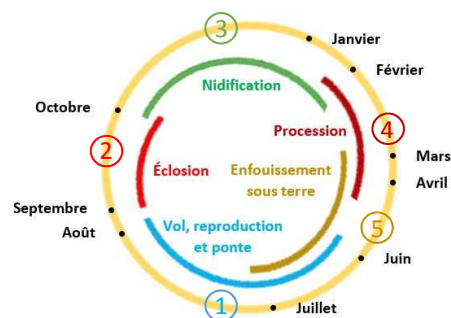 3
Janvier
Février
Nidification
Octobre
Procession
4
2
Mars
Éclosion
Enfouissement
sous terre
Avril
Septembre
Août
Vol, reproduction
et ponte
5
Juin
1
Juillet